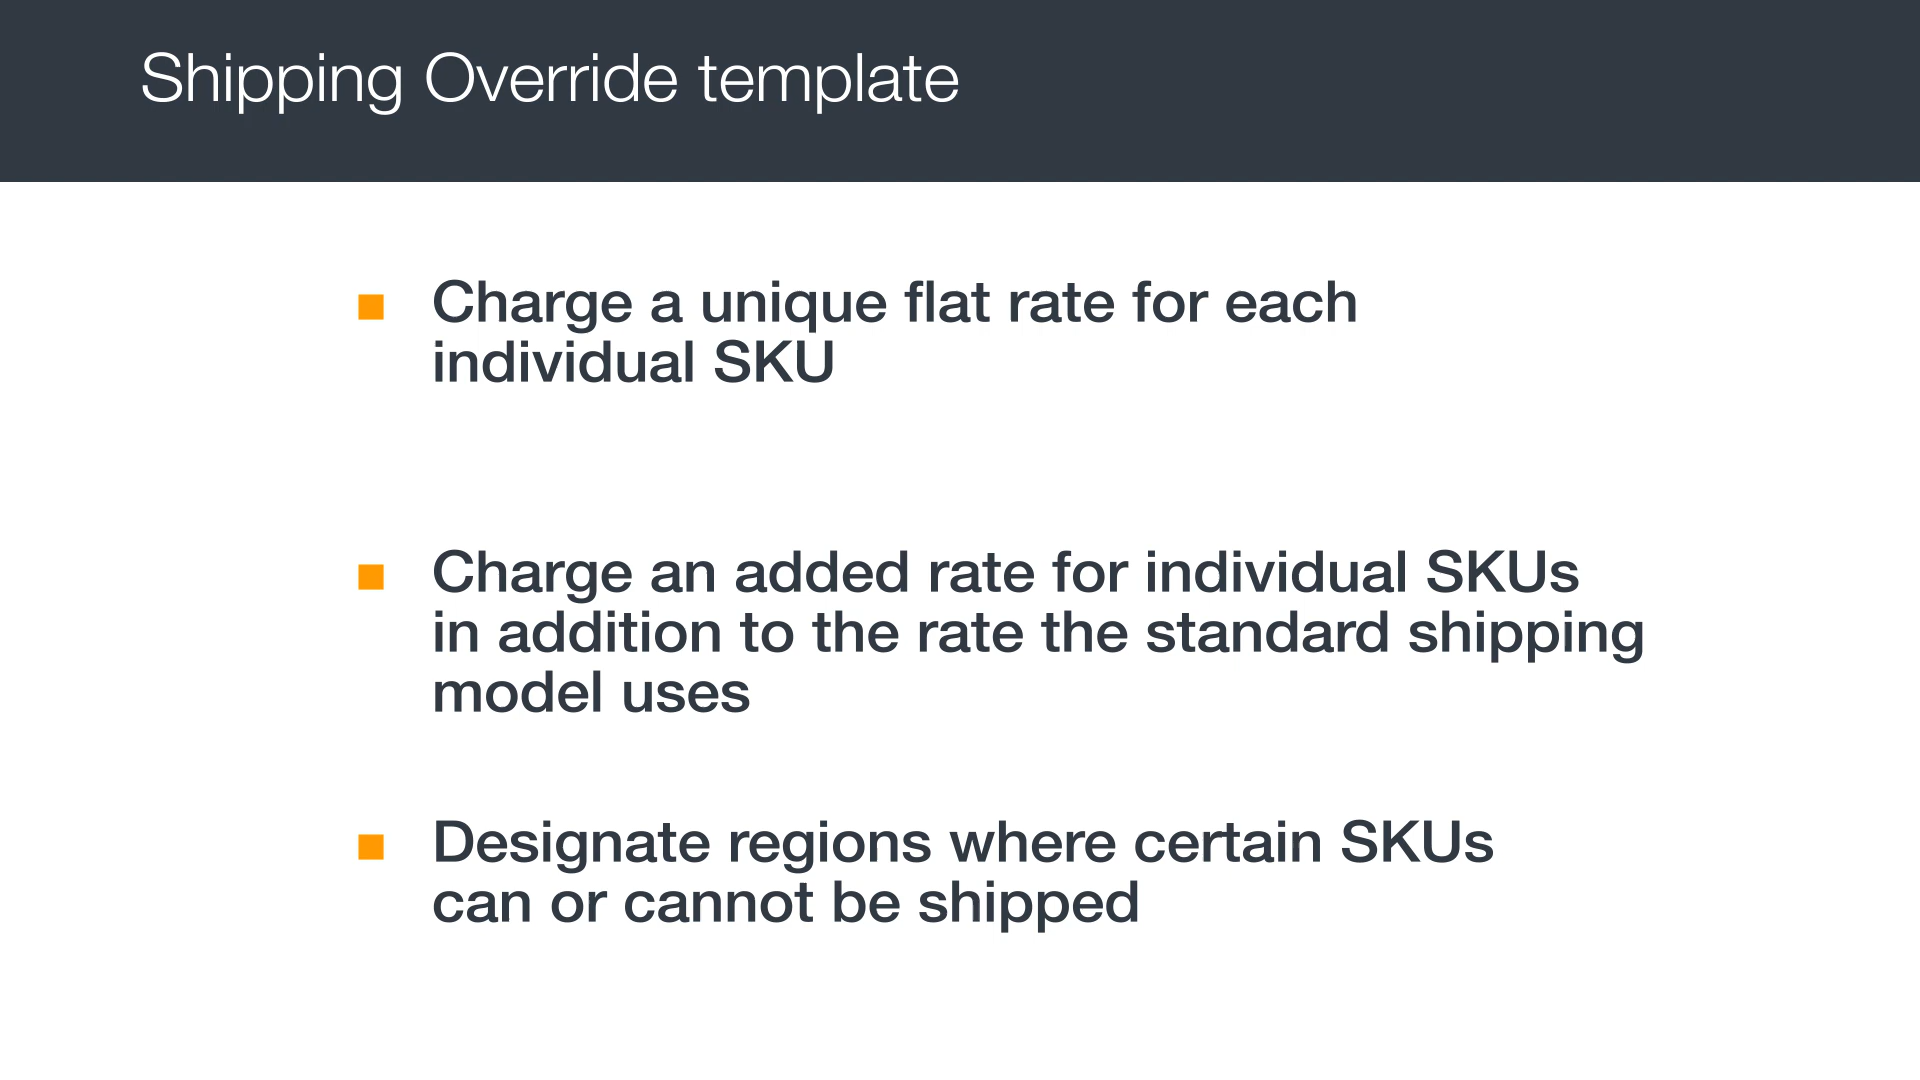 Shipping Override template
Charge a unique flat rate for each
individual SKU
Charge an added rate for individual SKUs
in addition to the rate the standard shipping
model uses
Designate regions where certain SKUs
can or cannot be shipped